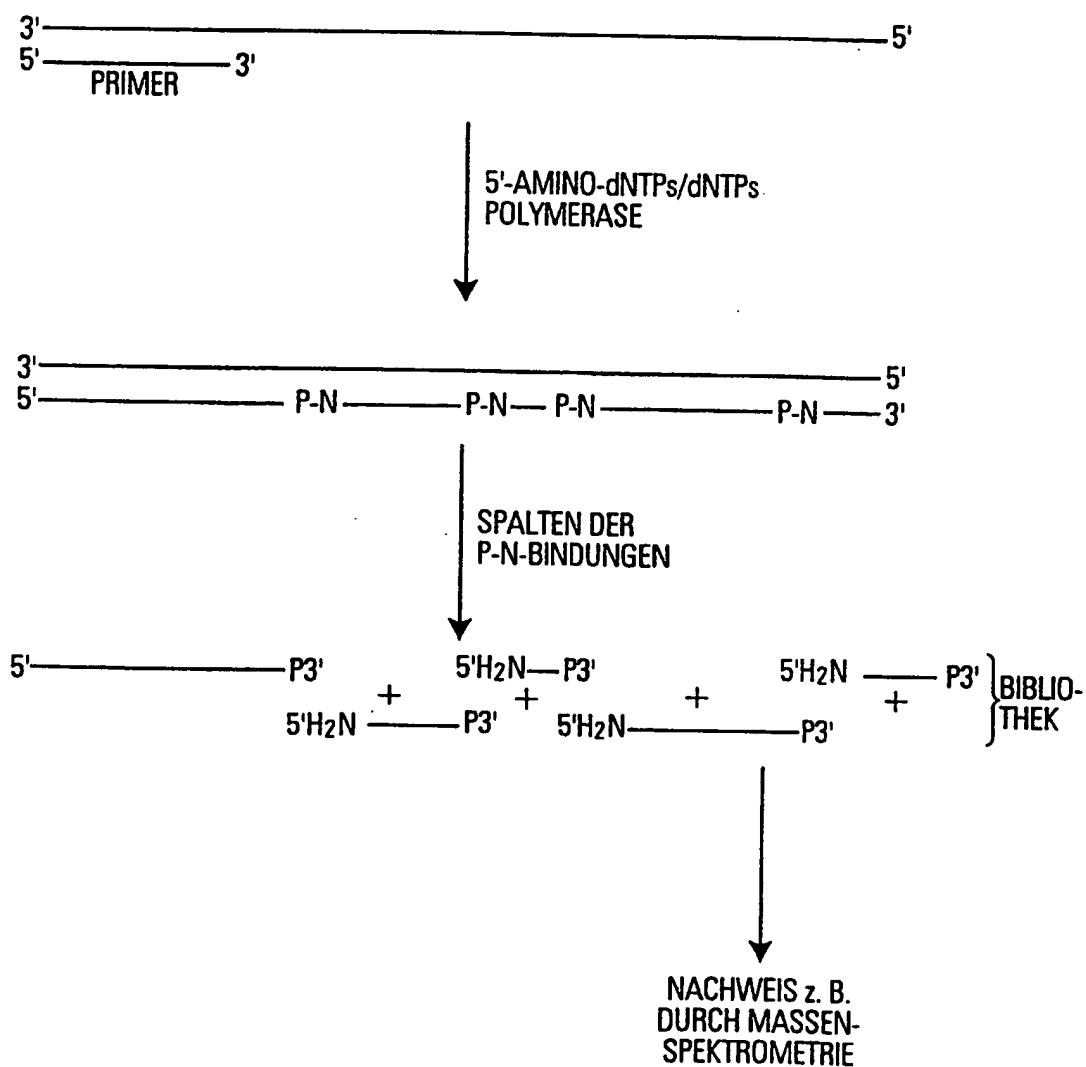 3' 5'
5' 3'
PRIMER
5'-AMINO-dNTPs/dNTPs
POLYMERASE
3' 5'
5' P-N P-N P-N P-N 3'
SPALTEN DER
P-N-BINDUNGEN
5' P3' 5'H2N P3' 5'H2N P3'
+ + + +
5'H2N P3' 5'H2N P3'
BIBLIO-
THEK
NACHWEIS z. B.
DURCH MASSEN-
SPEKTROMETRIE